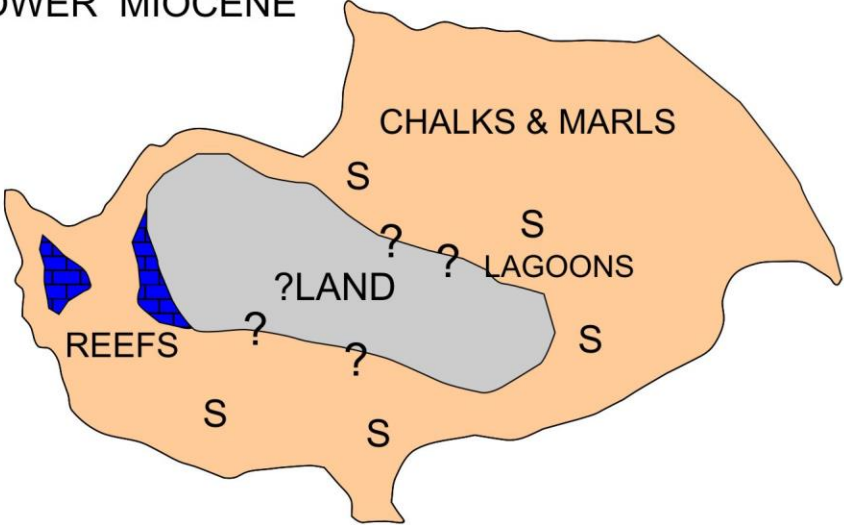 OWER MIOCENE
CHALKS & MARLS
S
S
?
?
LAGOONS
?LAND
?
REEFS
?
S
S
S